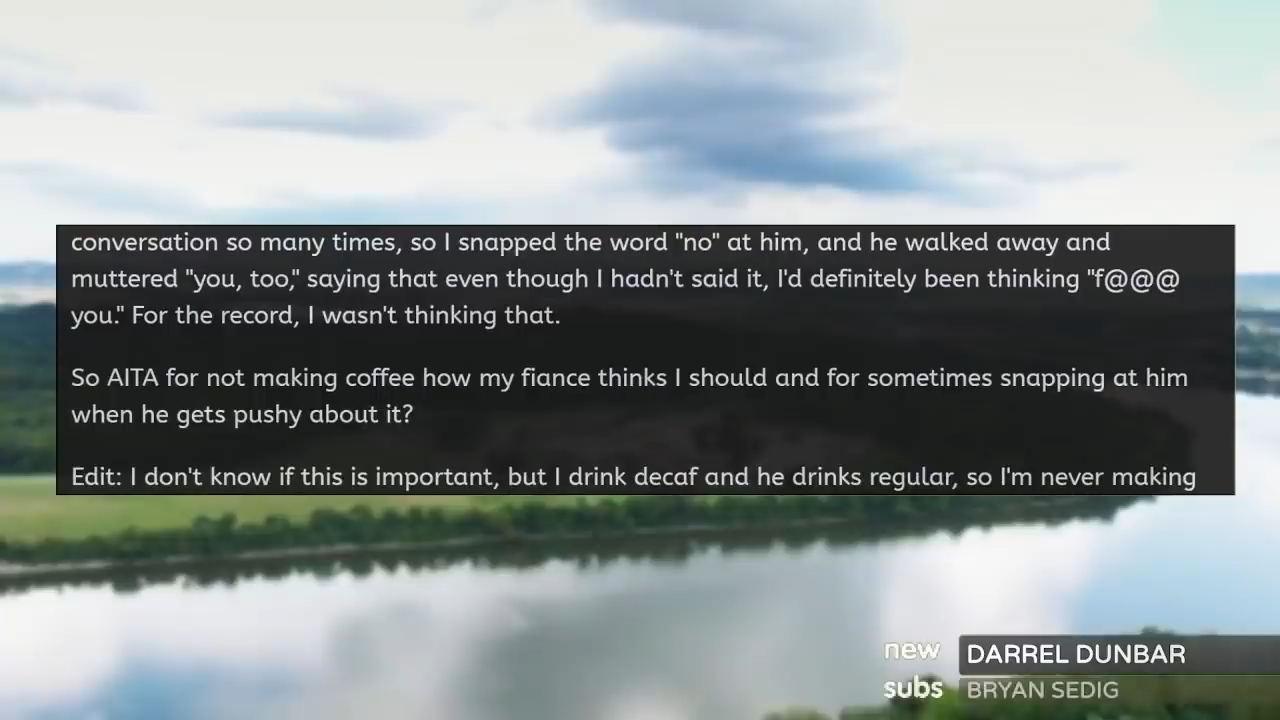 conversation so many times, so I snapped the word "no" at him, and he walked away and
muttered "you, too," saying that even though I hadn't said it, I'd definitely been thinking "f@@@
you." For the record, I wasn't thinking that.
So AITA for not making coffee how my fiance thinks I should and for sometimes snapping at him
when he gets pushy about it?
Edit: I don't know if this is important, but I drink decaf and he drinks regular, so I'm never making
new
DARREL DUNBAR
subs
BRYAN SEDIG